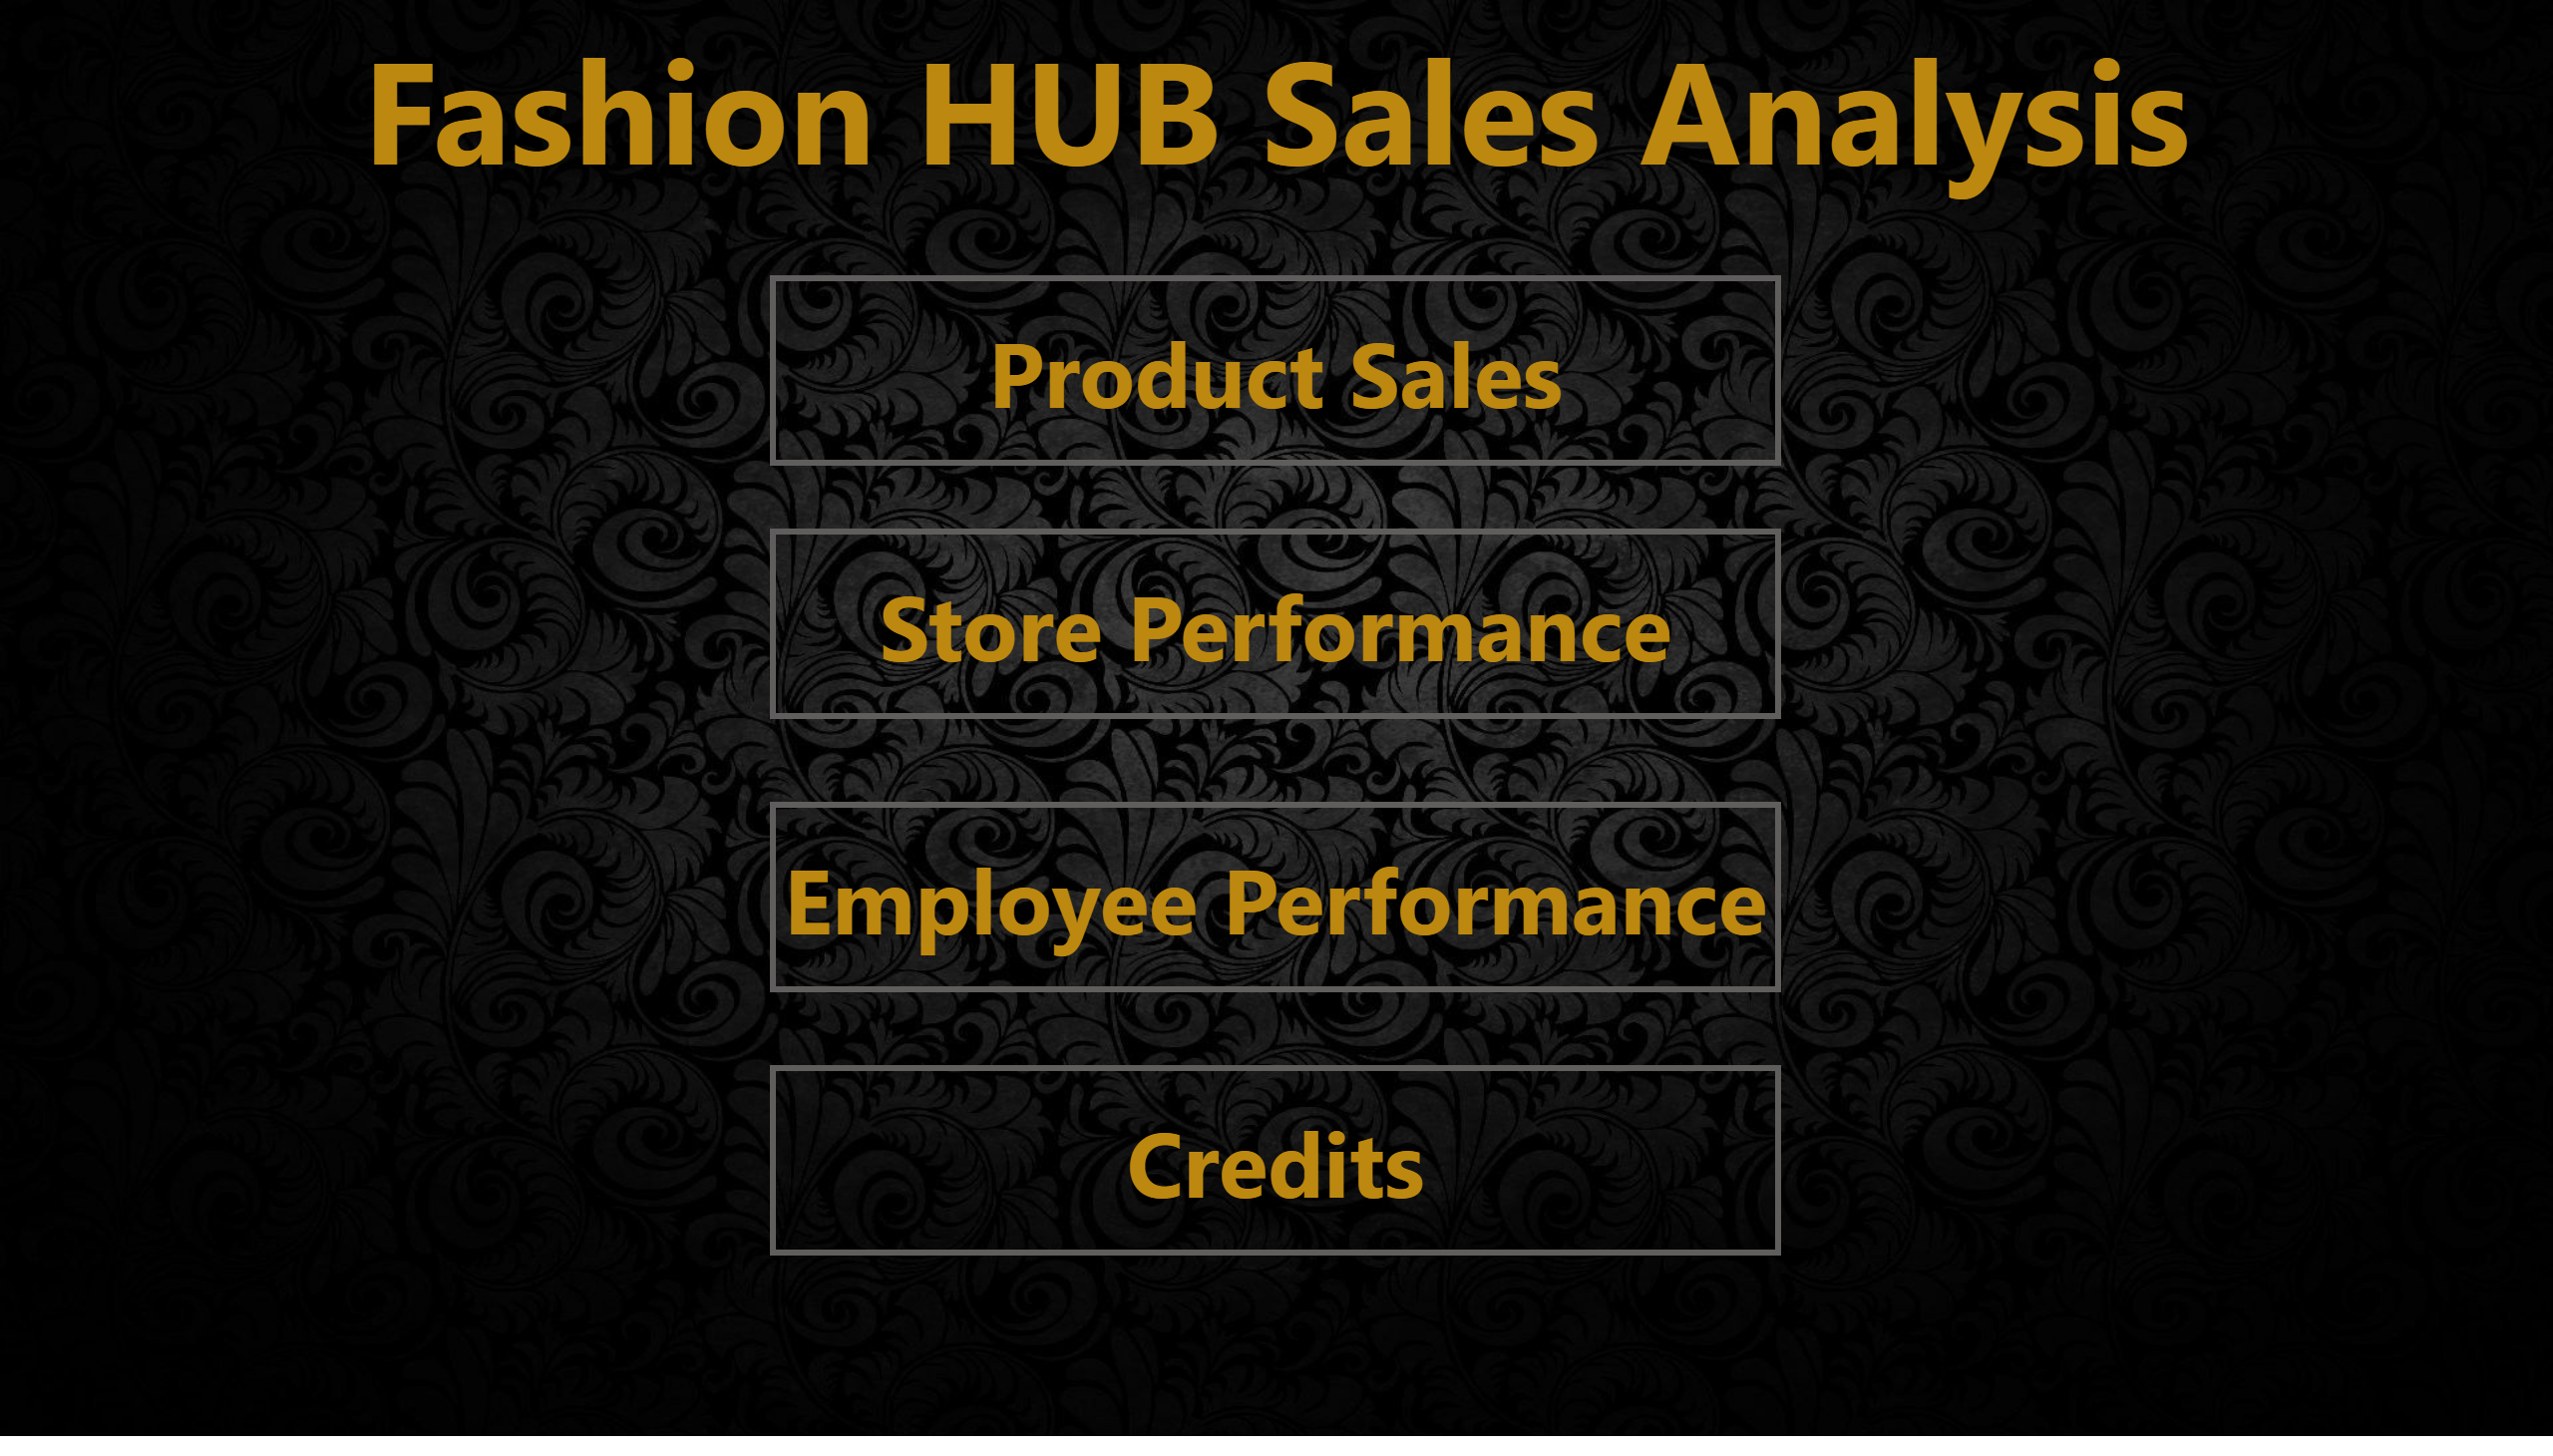 Fashion HUB Sales Analysis
Product Sales
Store Performance
Employee Performance
Credits